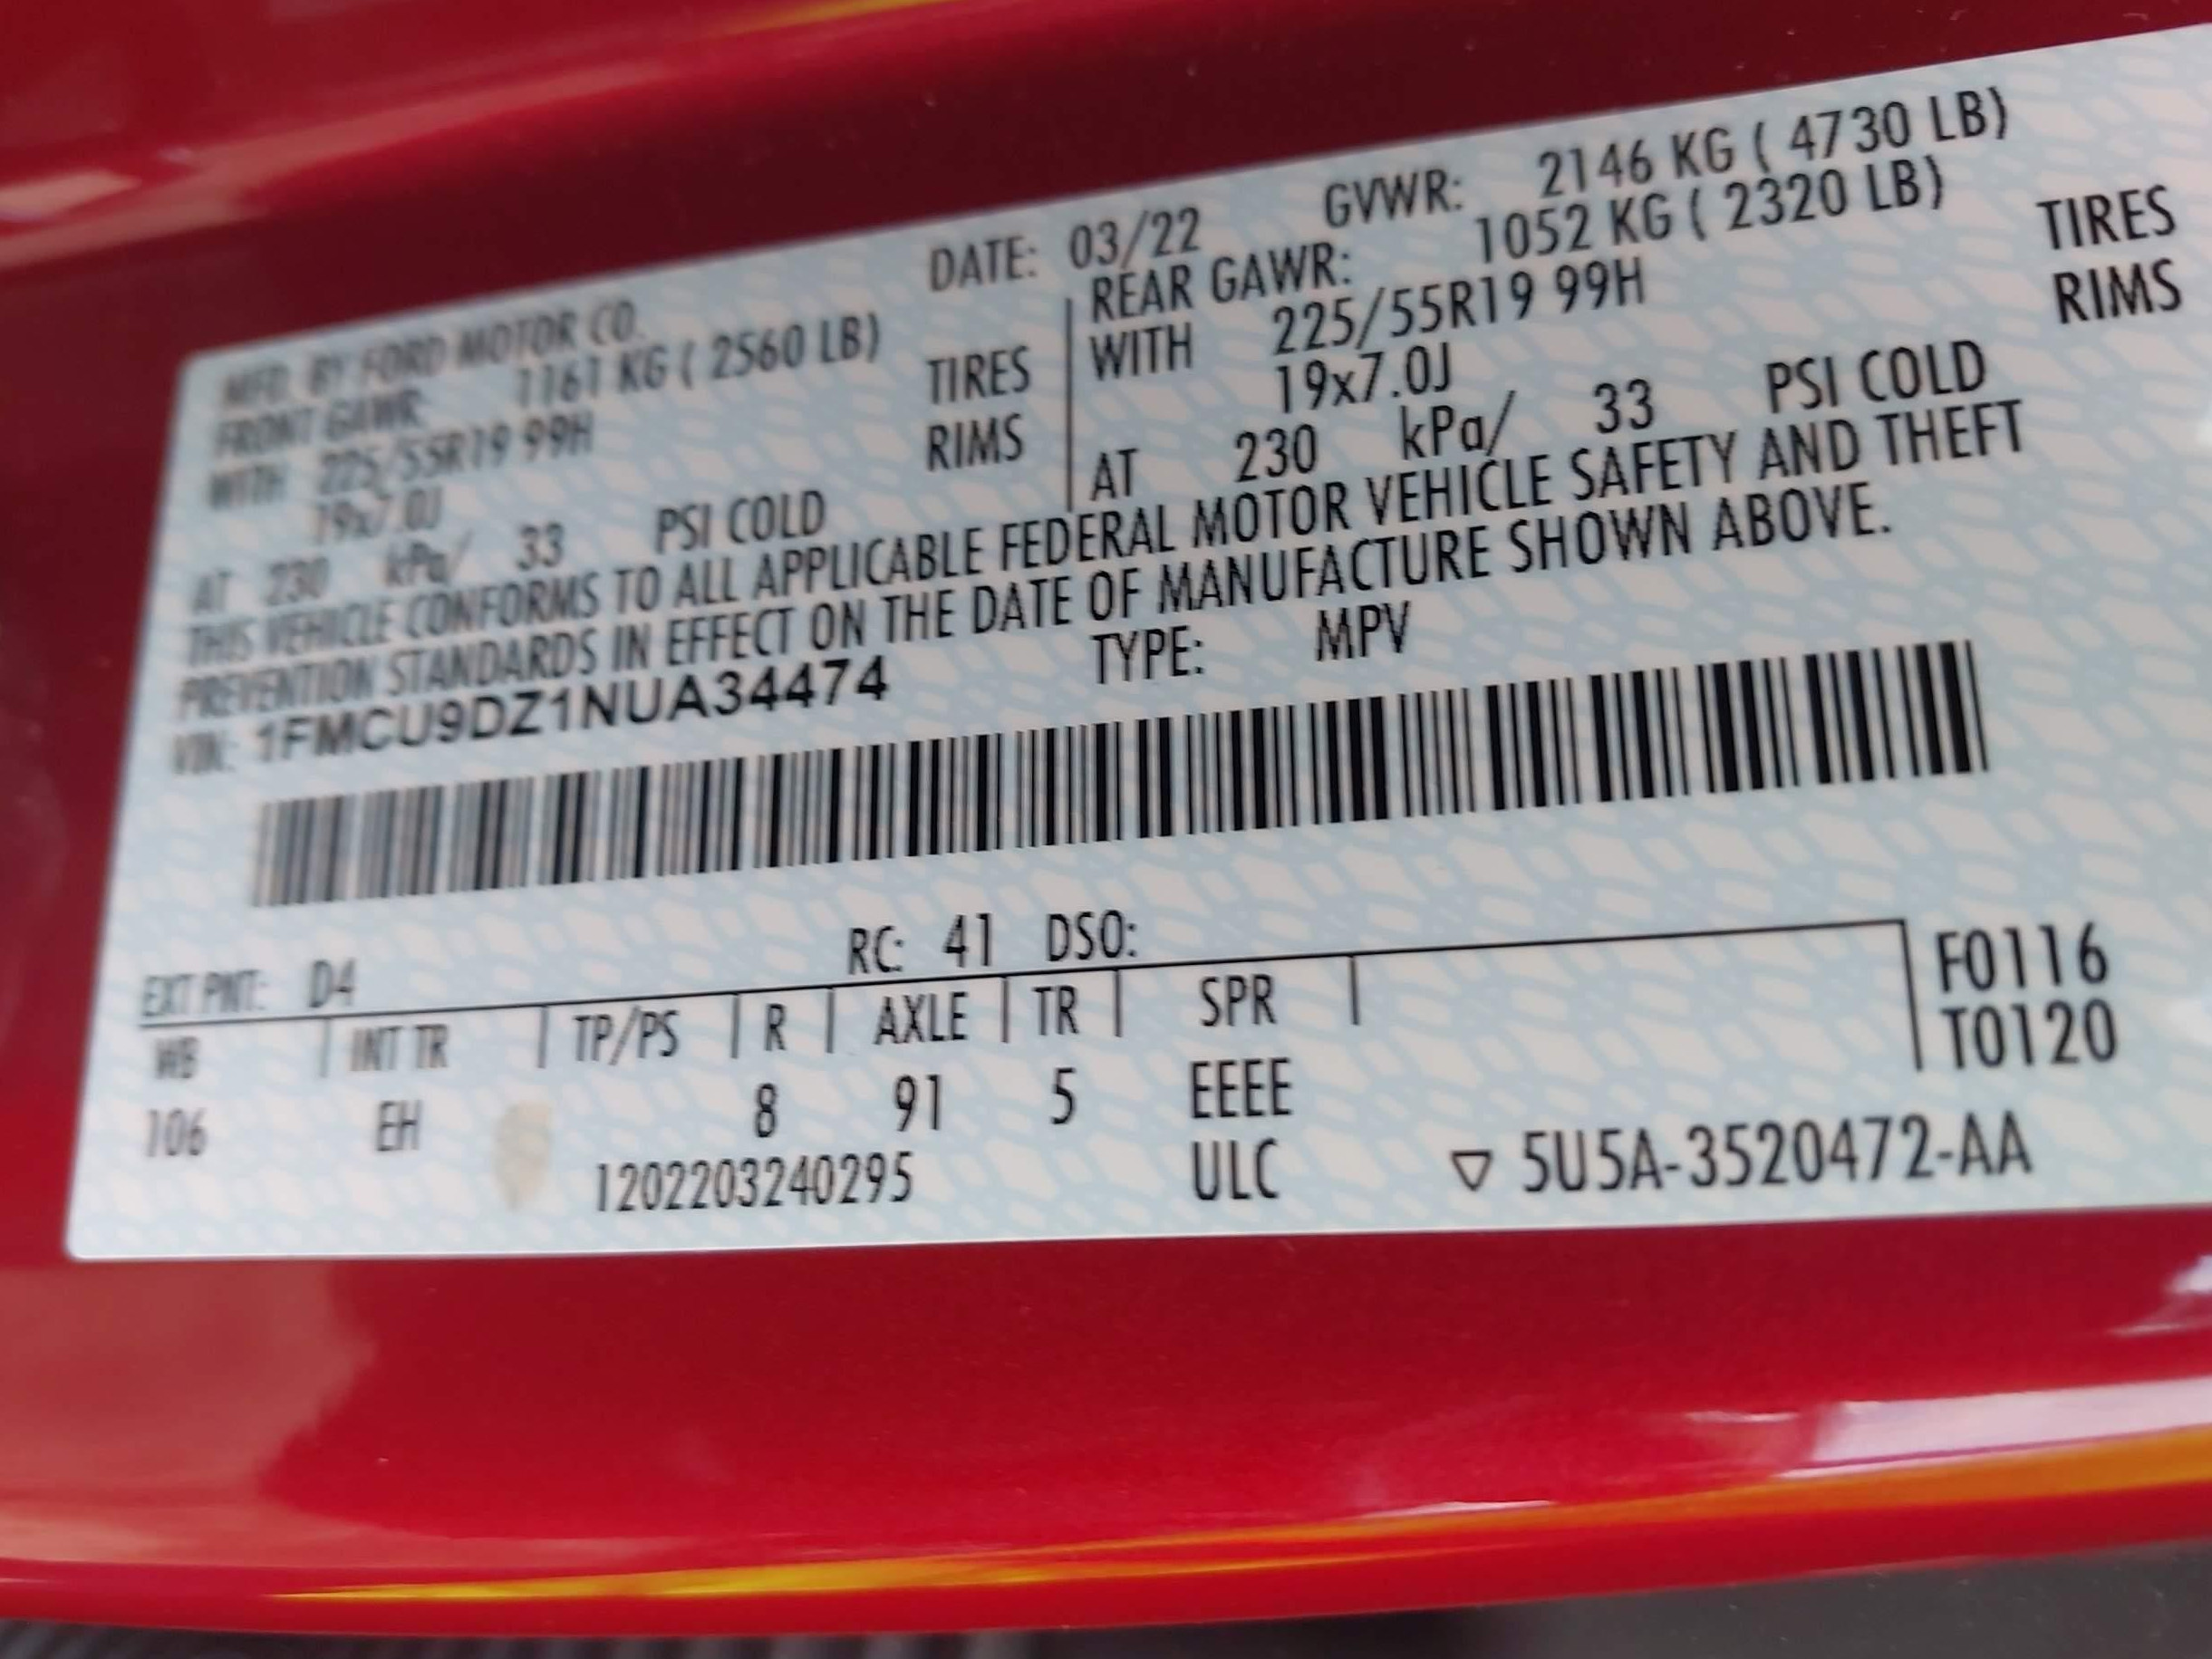 MFD. BY FORD MOTOR CO. DATE: 03/22 GVWR: 2146 KG ( 4730 LB)
FRONT GAWR: 1161 KG ( 2560 LB) REAR GAWR: 1052 KG ( 2320 LB)
WITH 225/55R19 99H TIRES WITH 225/55R19 99H TIRES
19x7.0J RIMS 19x7.0J RIMS
AT 230 kPa/ 33 PSI COLD AT 230 kPa/ 33 PSI COLD
THIS VEHICLE CONFORMS TO ALL APPLICABLE FEDERAL MOTOR VEHICLE SAFETY AND THEFT
PREVENTION STANDARDS IN EFFECT ON THE DATE OF MANUFACTURE SHOWN ABOVE.
VIN: 1FMCU9DZ1NUA34474 TYPE: MPV
EXT PNT: D4 RC: 41 DSO:
WB INT TR TP/PS R AXLE TR SPR F0116
T0120
106 EH 8 91 5 EEEE
1202203240295 ULC ▽ 5U5A-3520472-AA